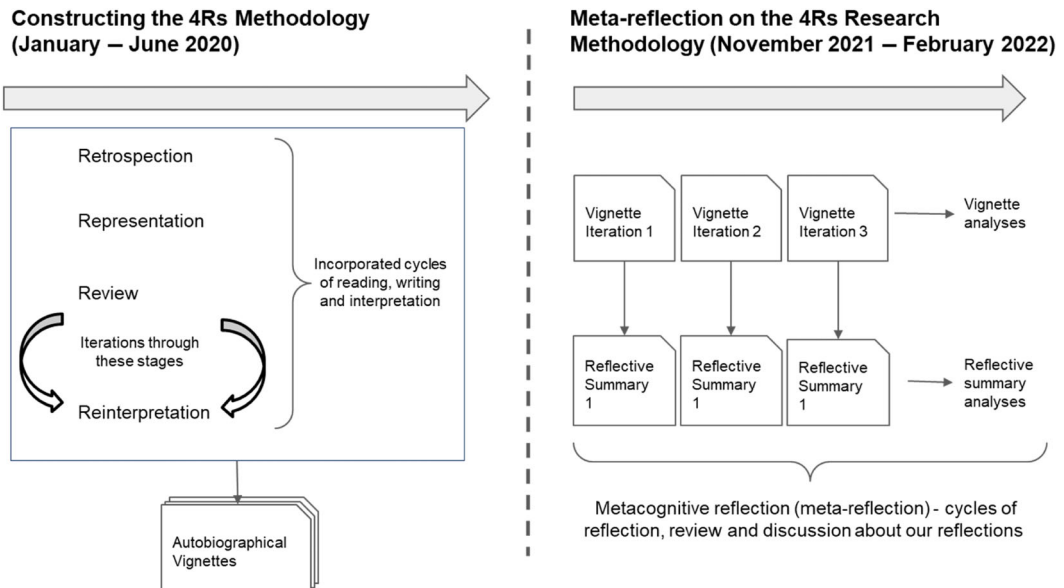 Constructing the 4Rs Methodology
(January – June 2020)
Retrospection
Representation
Review
Iterations through
these stages
Reinterpretation
Incorporated cycles
of reading, writing
and interpretation
Autobiographical
Vignettes
Meta-reflection on the 4Rs Research
Methodology (November 2021 – February 2022)
Vignette
Iteration 1
Vignette
Iteration 2
Vignette
Iteration 3
Vignette
analyses
Reflective
Summary
1
Reflective
Summary
1
Reflective
Summary
1
Reflective
summary
analyses
Metacognitive reflection (meta-reflection) - cycles of
reflection, review and discussion about our reflections